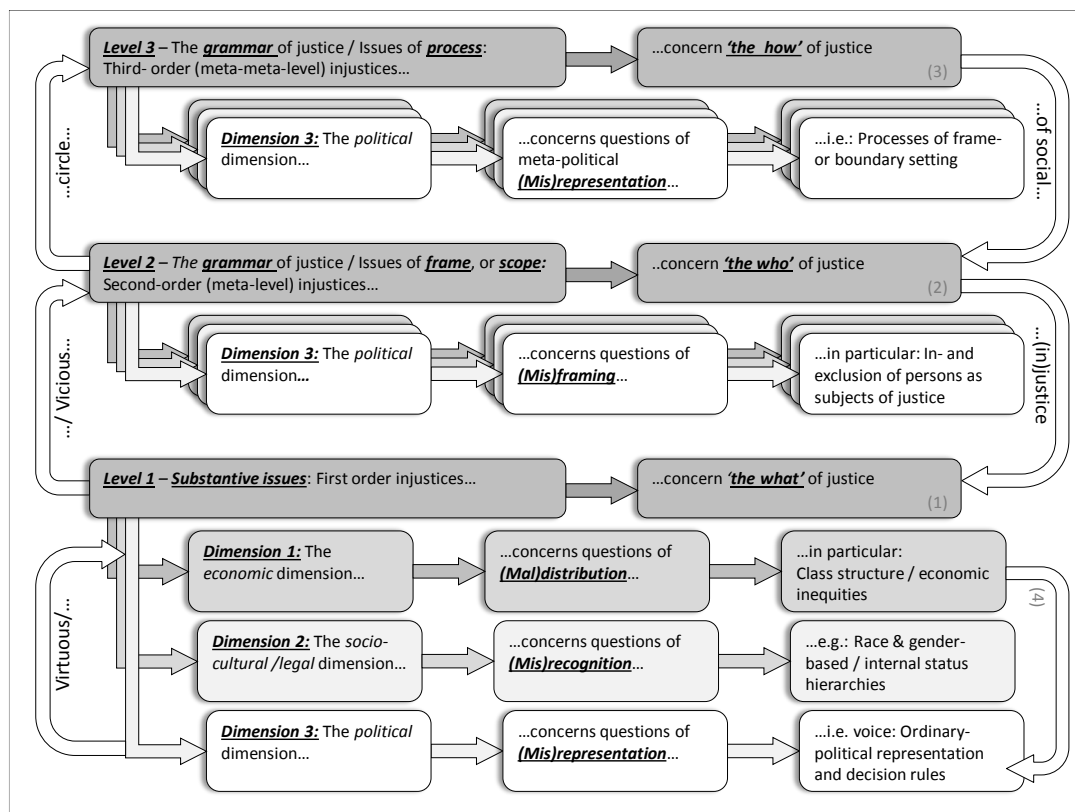 Level 3 – The grammar of justice / Issues of process:
Third- order (meta-meta-level) injustices…
…concern ‘the how’ of justice
(3)
Dimension 3: The political
dimension…
…concerns questions of
meta-political
(Mis)representation…
…i.e.: Processes of frame-
or boundary setting
…circle…
…of social…
Level 2 – The grammar of justice / Issues of frame, or scope:
Second-order (meta-level) injustices…
..concern ‘the who’ of justice
(2)
Dimension 3: The political
dimension…
…concerns questions of
(Mis)framing…
…in particular: In- and
exclusion of persons as
subjects of justice
…/ Vicious…
…(in)justice
Level 1 – Substantive issues: First order injustices…
…concern ‘the what’ of justice
(1)
Dimension 1: The
economic dimension…
…concerns questions of
(Mal)distribution…
…in particular:
Class structure / economic
inequities
(4)
Virtuous/…
Dimension 2: The socio-
cultural /legal dimension…
…concerns questions of
(Mis)recognition…
…e.g.: Race & gender-
based / internal status
hierarchies
Dimension 3: The political
dimension…
…concerns questions of
(Mis)representation…
…i.e. voice: Ordinary-
political representation
and decision rules